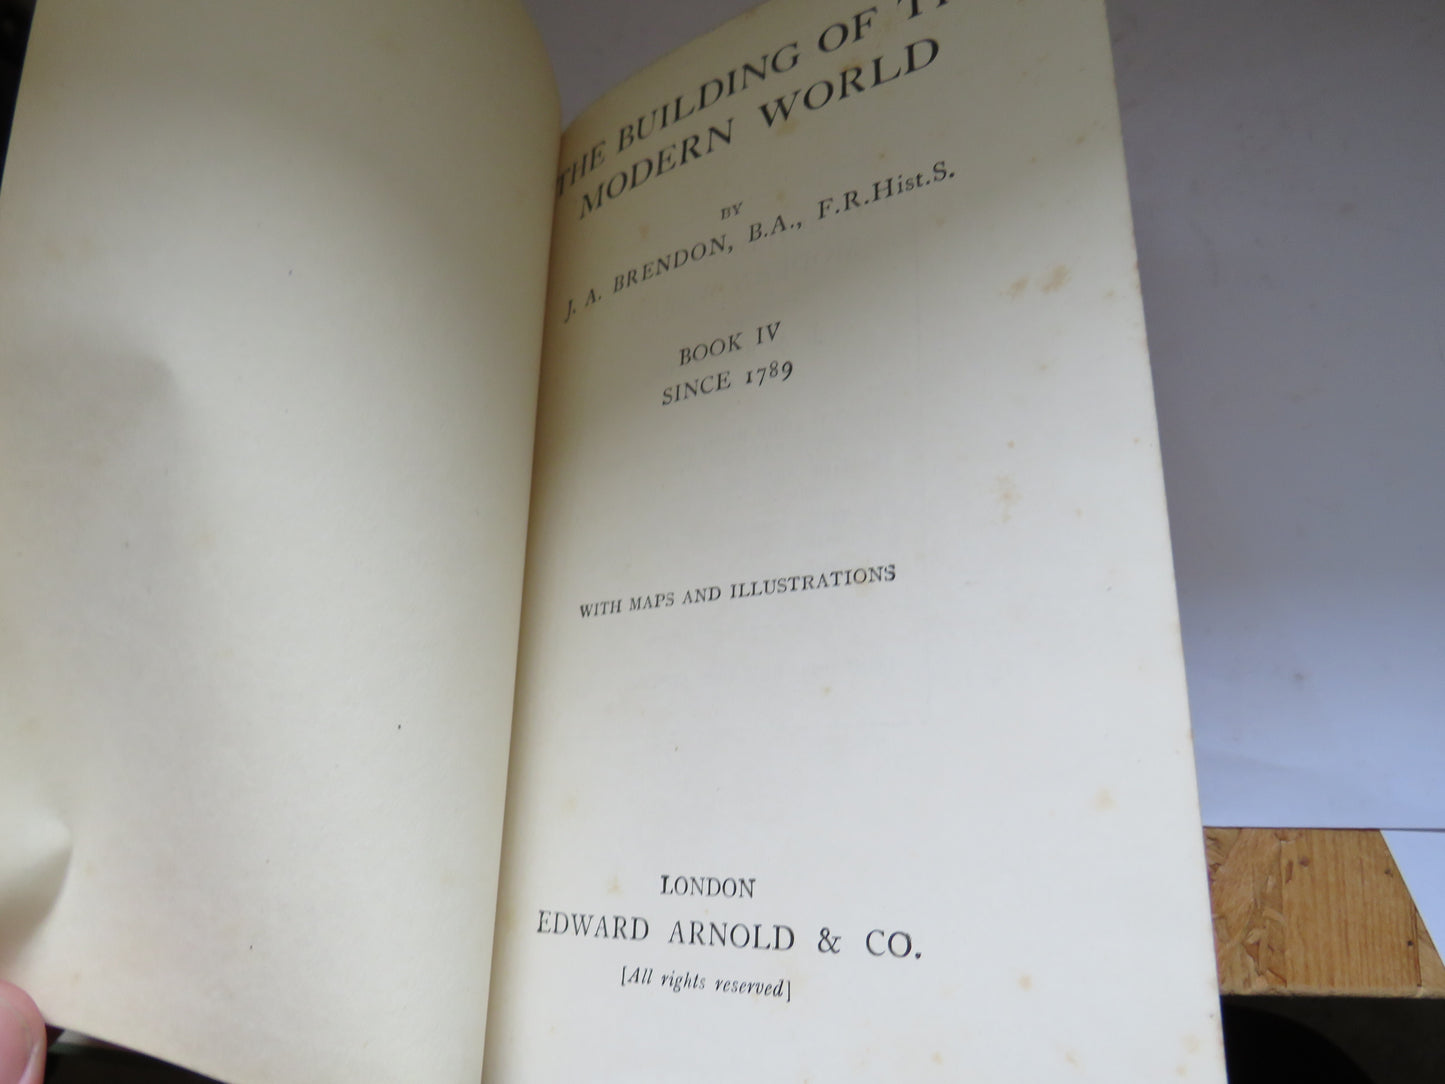 THE BUILDING OF
MODERN WORLD
BY
J. A. BRENDON, B.A., F.R.Hist.S.
BOOK IV
SINCE 1789
WITH MAPS AND ILLUSTRATIONS
LONDON
EDWARD ARNOLD & CO.
[All rights reserved]